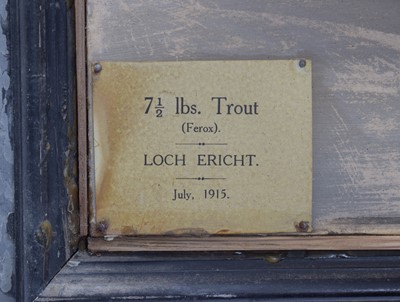 7½ lbs. Trout
(Ferox).
LOCH ERICHT.
July, 1915.